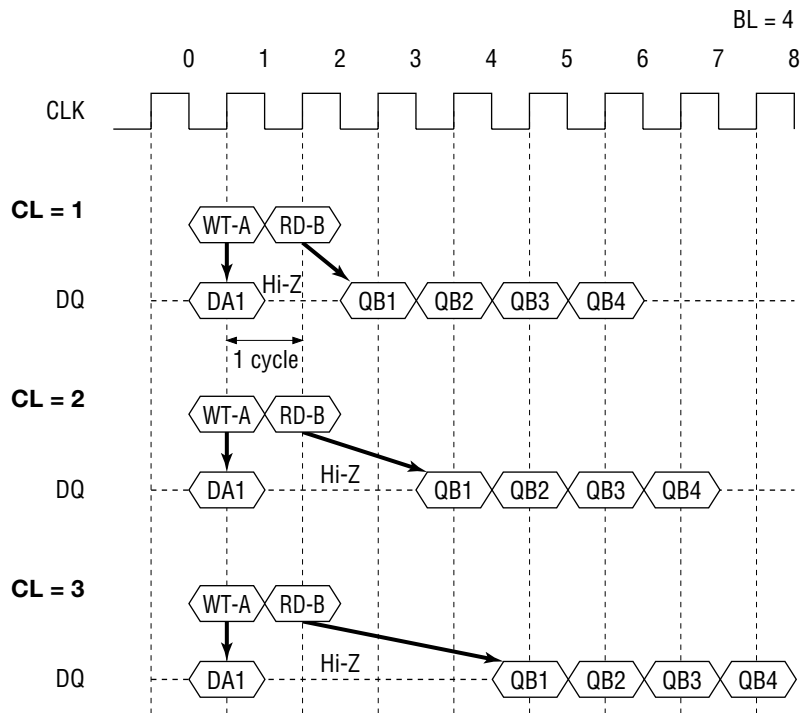 BL = 4
0 1 2 3 4 5 6 7 8
CLK
CL = 1
WT-A RD-B
Hi-Z
DQ DA1 QB1 QB2 QB3 QB4
1 cycle
CL = 2
WT-A RD-B
Hi-Z
DQ DA1 QB1 QB2 QB3 QB4
CL = 3
WT-A RD-B
Hi-Z
DQ DA1 QB1 QB2 QB3 QB4